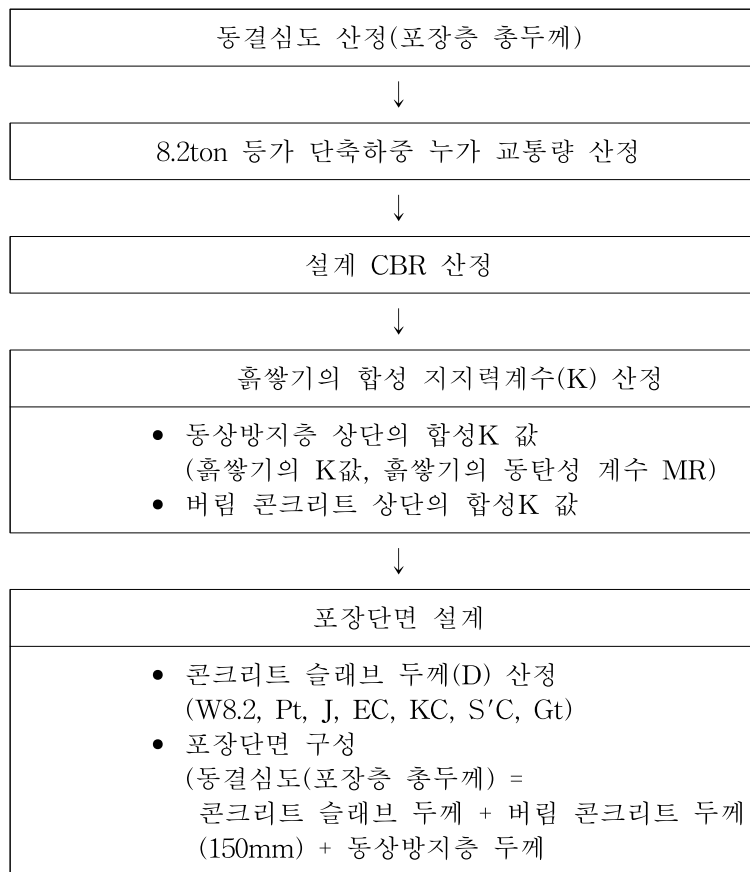 동결심도 산정(포장층 총두께)
↓
8.2ton 등가 단축하중 누가 교통량 산정
↓
설계 CBR 산정
↓
흙쌓기의 합성 지지력계수(K) 산정
• 동상방지층 상단의 합성K 값
(흙쌓기의 K값, 흙쌓기의 동탄성 계수 MR)
• 버림 콘크리트 상단의 합성K 값
↓
포장단면 설계
• 콘크리트 슬래브 두께(D) 산정
(W8.2, Pt, J, EC, KC, S′C, Gt)
• 포장단면 구성
(동결심도(포장층 총두께) =
콘크리트 슬래브 두께 + 버림 콘크리트 두께
(150mm) + 동상방지층 두께